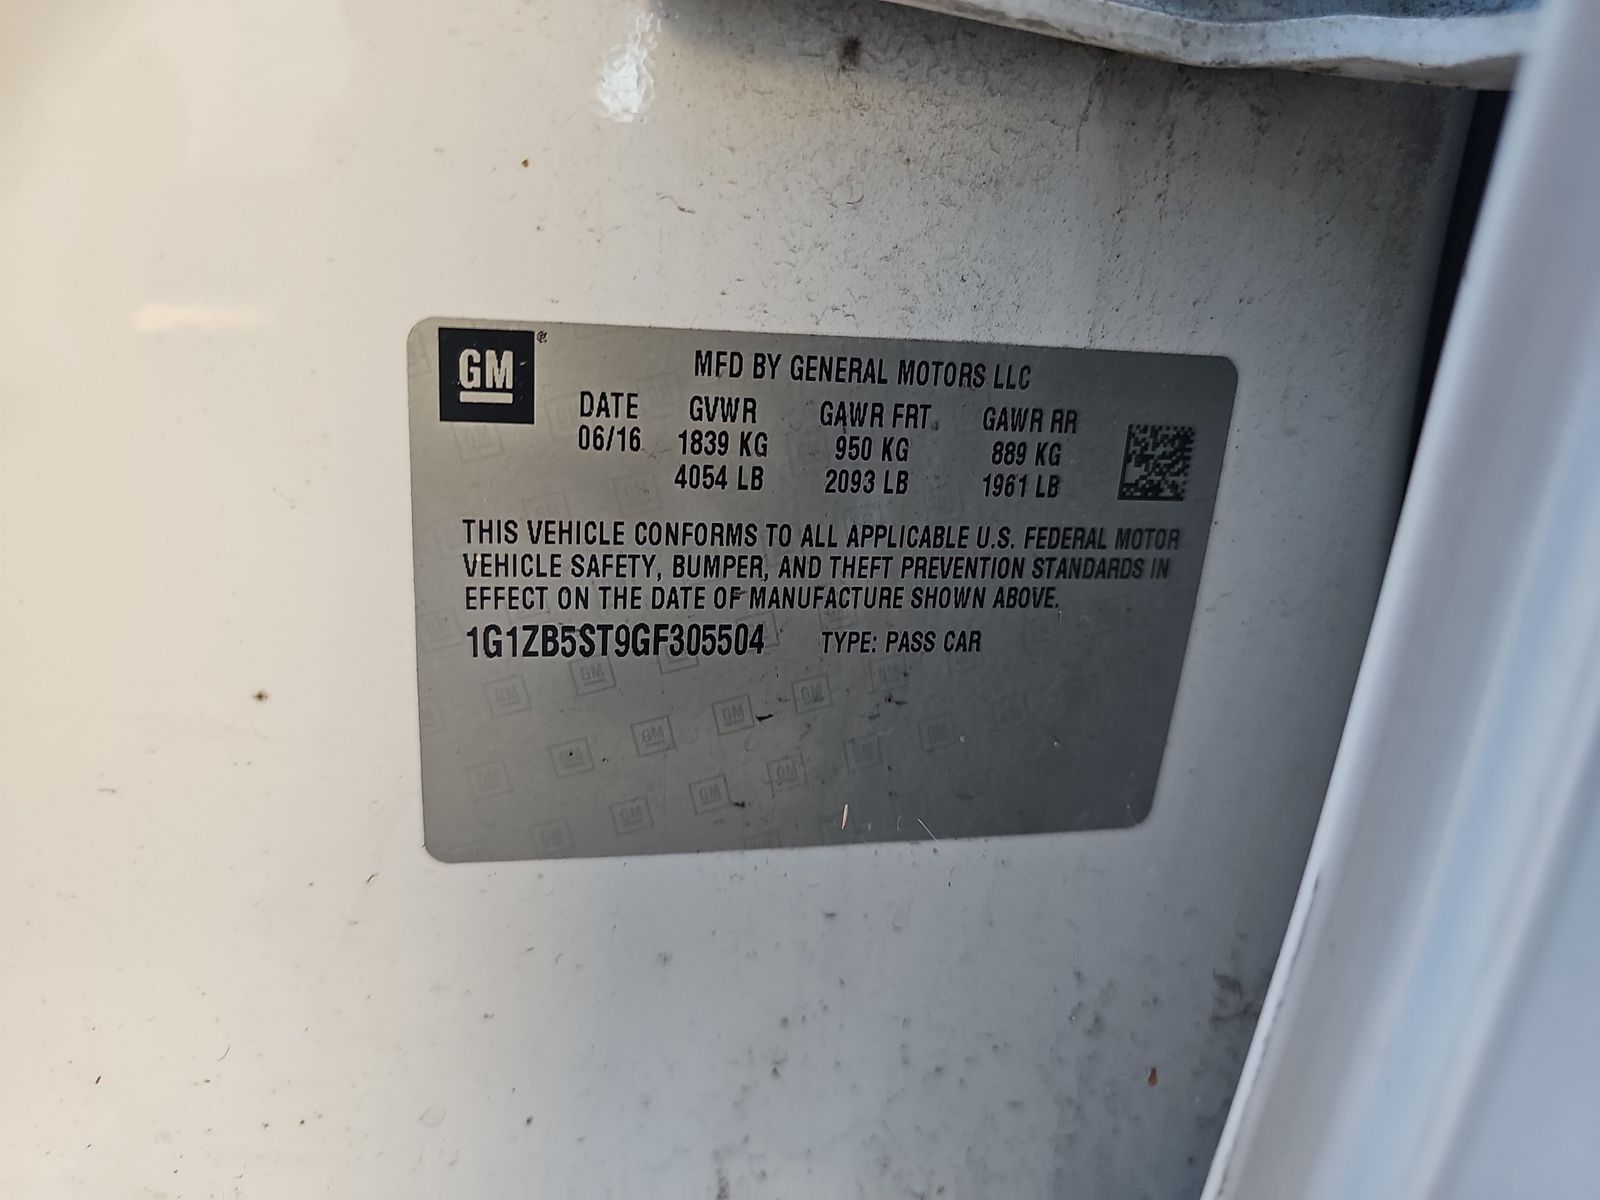 GM
MFD BY GENERAL MOTORS LLC
DATE GVWR GAWR FRT. GAWR RR
06/16 1839 KG 950 KG 889 KG
4054 LB 2093 LB 1961 LB
THIS VEHICLE CONFORMS TO ALL APPLICABLE U.S. FEDERAL MOTOR
VEHICLE SAFETY, BUMPER, AND THEFT PREVENTION STANDARDS IN
EFFECT ON THE DATE OF MANUFACTURE SHOWN ABOVE.
1G1ZB5ST9GF305504 TYPE: PASS CAR